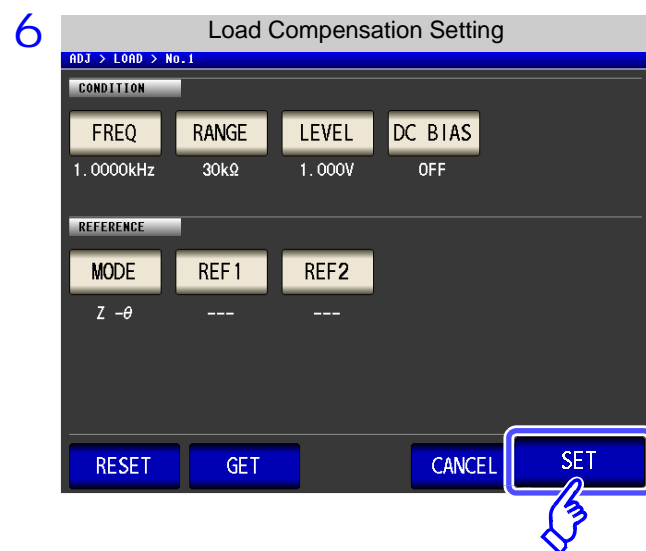 6
Load Compensation Setting
ADJ > LOAD > No.1
CONDITION
FREQ RANGE LEVEL DC BIAS
1.0000kHz 30kΩ 1.000V OFF
REFERENCE
MODE REF1 REF2
Z -θ --- ---
RESET GET CANCEL SET